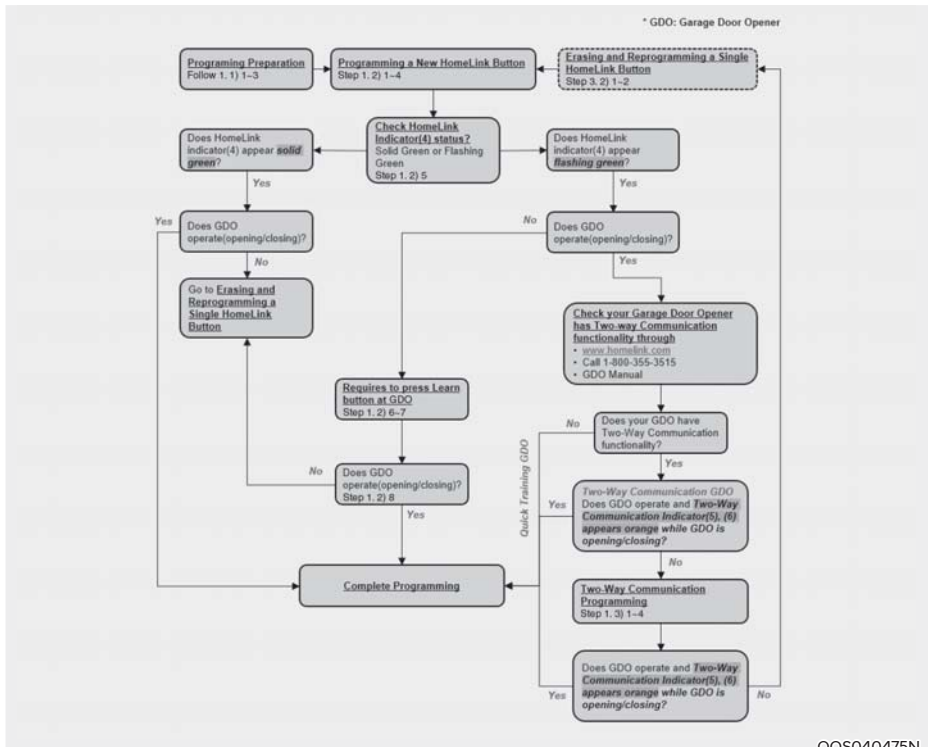 * GDO: Garage Door Opener
Programing Preparation
Follow 1. 1) 1~3
Programming a New HomeLink Button
Step 1. 2) 1~4
Erasing and Reprogramming a Single
HomeLink Button
Step 3. 2) 1~2
Does HomeLink
indicator(4) appear solid
green?
Check HomeLink
Indicator(4) status?
Solid Green or Flashing
Green
Step 1. 2) 5
Does HomeLink
indicator(4) appear
flashing green?
Yes
Yes
Yes
Does GDO
operate(opening/closing)?
No
Does GDO
operate(opening/closing)?
No
Yes
Go to Erasing and
Reprogramming a
Single HomeLink
Button
Check your Garage Door Opener
has Two-way Communication
functionality through
• www.homelink.com
• Call 1-800-355-3515
• GDO Manual
Requires to press Learn
button at GDO
Step 1. 2) 6~7
No
Does your GDO have
Two-Way Communication
functionality?
Quick Training GDO
Yes
No
Does GDO
operate(opening/closing)?
Step 1. 2) 8
Yes
Yes
Two-Way Communication GDO
Does GDO operate and Two-Way
Communication Indicator(5), (6)
appears orange while GDO is
opening/closing?
No
Complete Programming
Two-Way Communication
Programming
Step 1. 3) 1~4
Yes
Does GDO operate and Two-Way
Communication Indicator(5), (6)
appears orange while GDO is
opening/closing?
No
OOS040475N